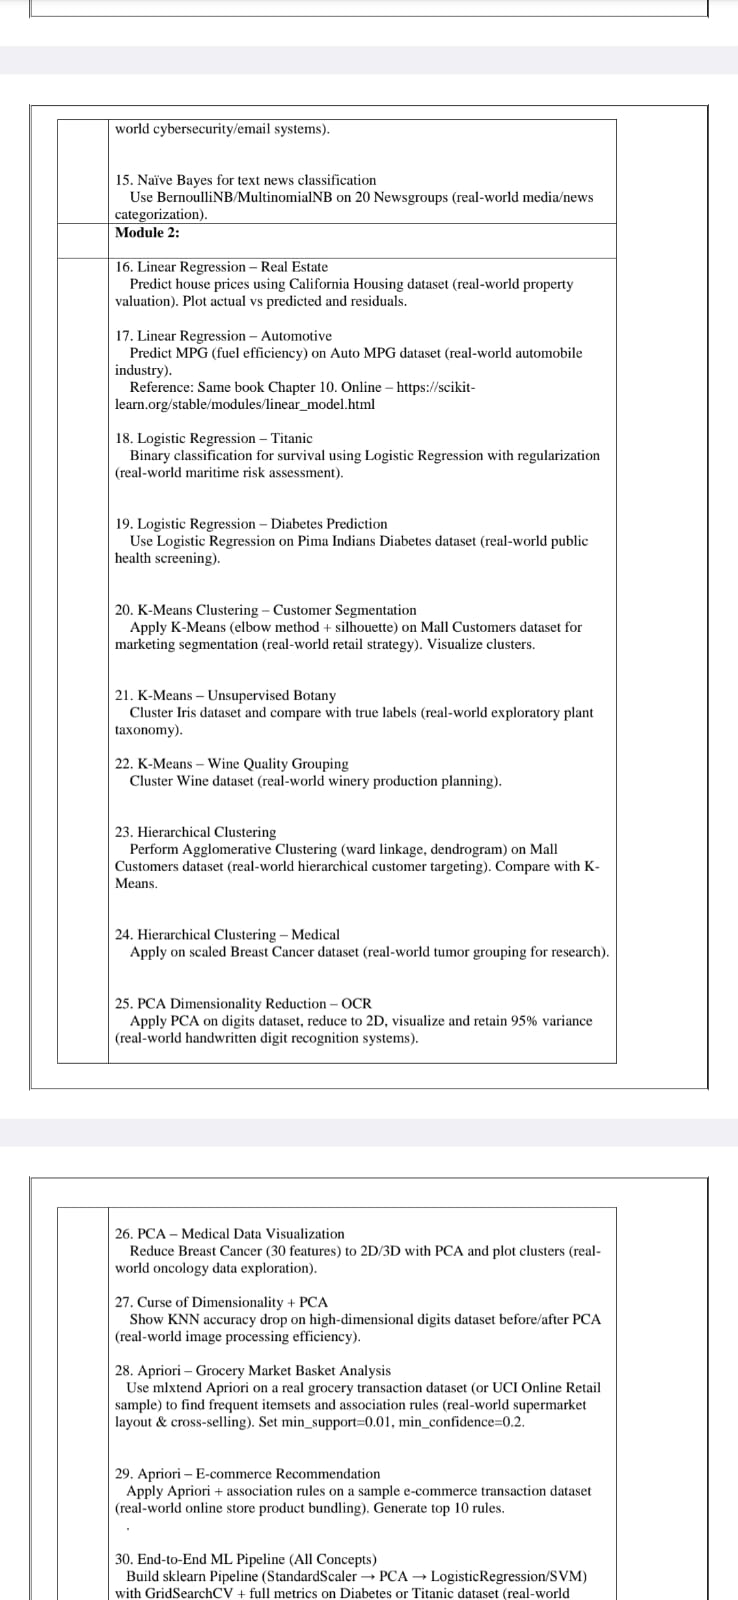 world cybersecurity/email systems).
15. Naïve Bayes for text news classification
Use BernoulliNB/MultinomialNB on 20 Newsgroups (real-world media/news
categorization).
Module 2:
16. Linear Regression – Real Estate
Predict house prices using California Housing dataset (real-world property
valuation). Plot actual vs predicted and residuals.
17. Linear Regression – Automotive
Predict MPG (fuel efficiency) on Auto MPG dataset (real-world automobile
industry).
Reference: Same book Chapter 10. Online – https://scikit-
learn.org/stable/modules/linear_model.html
18. Logistic Regression – Titanic
Binary classification for survival using Logistic Regression with regularization
(real-world maritime risk assessment).
19. Logistic Regression – Diabetes Prediction
Use Logistic Regression on Pima Indians Diabetes dataset (real-world public
health screening).
20. K-Means Clustering – Customer Segmentation
Apply K-Means (elbow method + silhouette) on Mall Customers dataset for
marketing segmentation (real-world retail strategy). Visualize clusters.
21. K-Means – Unsupervised Botany
Cluster Iris dataset and compare with true labels (real-world exploratory plant
taxonomy).
22. K-Means – Wine Quality Grouping
Cluster Wine dataset (real-world winery production planning).
23. Hierarchical Clustering
Perform Agglomerative Clustering (ward linkage, dendrogram) on Mall
Customers dataset (real-world hierarchical customer targeting). Compare with K-
Means.
24. Hierarchical Clustering – Medical
Apply on scaled Breast Cancer dataset (real-world tumor grouping for research).
25. PCA Dimensionality Reduction – OCR
Apply PCA on digits dataset, reduce to 2D, visualize and retain 95% variance
(real-world handwritten digit recognition systems).
26. PCA – Medical Data Visualization
Reduce Breast Cancer (30 features) to 2D/3D with PCA and plot clusters (real-
world oncology data exploration).
27. Curse of Dimensionality + PCA
Show KNN accuracy drop on high-dimensional digits dataset before/after PCA
(real-world image processing efficiency).
28. Apriori – Grocery Market Basket Analysis
Use mlxtend Apriori on a real grocery transaction dataset (or UCI Online Retail
sample) to find frequent itemsets and association rules (real-world supermarket
layout & cross-selling). Set min_support=0.01, min_confidence=0.2.
29. Apriori – E-commerce Recommendation
Apply Apriori + association rules on a sample e-commerce transaction dataset
(real-world online store product bundling). Generate top 10 rules.
.
30. End-to-End ML Pipeline (All Concepts)
Build sklearn Pipeline (StandardScaler → PCA → LogisticRegression/SVM)
with GridSearchCV + full metrics on Diabetes or Titanic dataset (real-world